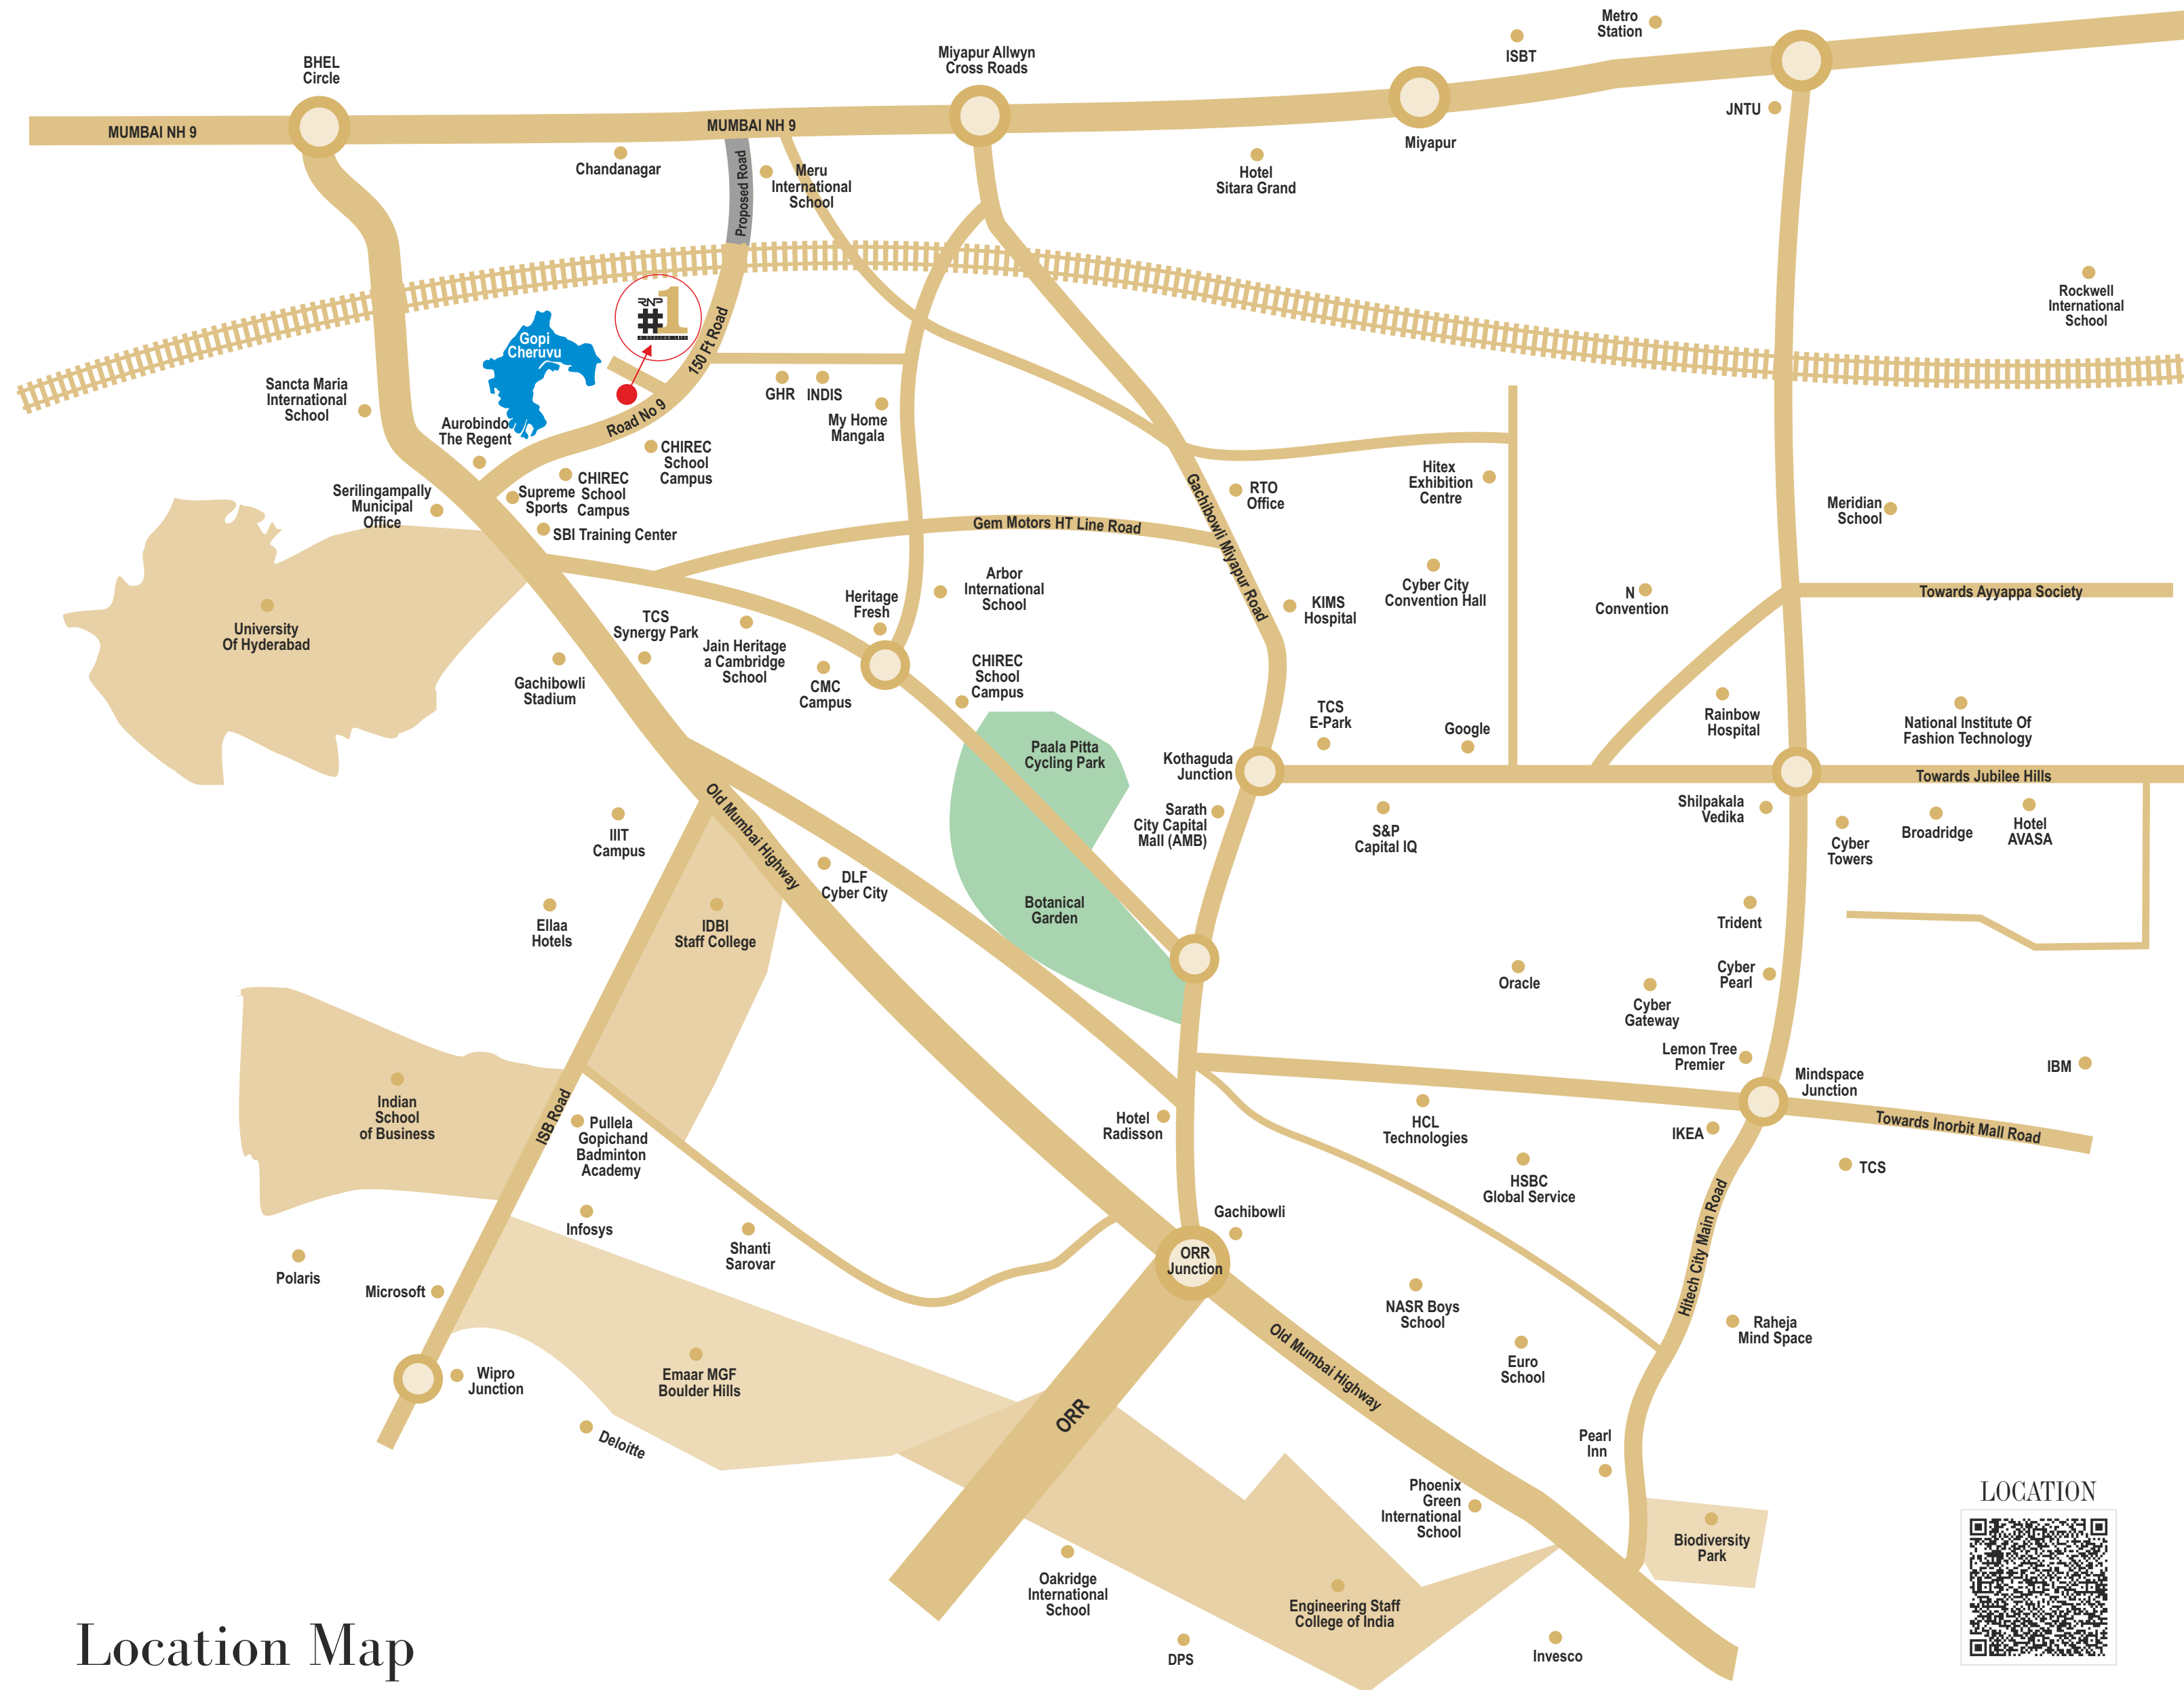 Metro
Station
ISBT
BHEL
Circle
Miyapur Allwyn
Cross Roads
MUMBAI NH 9
MUMBAI NH 9
JNTU
Miyapur
Chandanagar
Proposed Road
Meru
International
School
Hotel
Sitara Grand
Rockwell
International
School
#1
150 Ft Road
Gopi
Cheruvu
Sancta Maria
International
School
GHR
INDIS
My Home
Mangala
Road No 9
Aurobindo
The Regent
CHIREC
School
Campus
CHIREC
School
Campus
Supreme
Sports
Serilingampally
Municipal
Office
SBI Training Center
Gem Motors HT Line Road
Gachibowli Miyapur Road
RTO
Office
Hitex
Exhibition
Centre
Meridian
School
Arbor
International
School
Heritage
Fresh
KIMS
Hospital
Cyber City
Convention Hall
N
Convention
Towards Ayyappa Society
University
Of Hyderabad
TCS
Synergy Park
Jain Heritage
a Cambridge
School
CMC
Campus
Gachibowli
Stadium
CHIREC
School
Campus
TCS
E-Park
Google
Rainbow
Hospital
National Institute Of
Fashion Technology
Paala Pitta
Cycling Park
Kothaguda
Junction
Towards Jubilee Hills
Old Mumbai Highway
IIIT
Campus
Sarath
City Capital
Mall (AMB)
S&P
Capital IQ
Shilpakala
Vedika
Cyber
Towers
Broadridge
Hotel
AVASA
DLF
Cyber City
Ellaa
Hotels
IDBI
Staff College
Botanical
Garden
Trident
Oracle
Cyber
Pearl
Cyber
Gateway
Lemon Tree
Premier
Mindspace
Junction
IBM
Indian
School
of Business
ISB Road
Pullela
Gopichand
Badminton
Academy
Hotel
Radisson
HCL
Technologies
IKEA
Towards Inorbit Mall Road
TCS
HSBC
Global Service
Infosys
Shanti
Sarovar
Gachibowli
ORR
Junction
Hitech City Main Road
Polaris
Microsoft
NASR Boys
School
Raheja
Mind Space
Wipro
Junction
Emaar MGF
Boulder Hills
Old Mumbai Highway
Euro
School
ORR
Deloitte
Pearl
Inn
Phoenix
Green
International
School
Biodiversity
Park
LOCATION
Oakridge
International
School
Engineering Staff
College of India
DPS
Invesco
Location Map